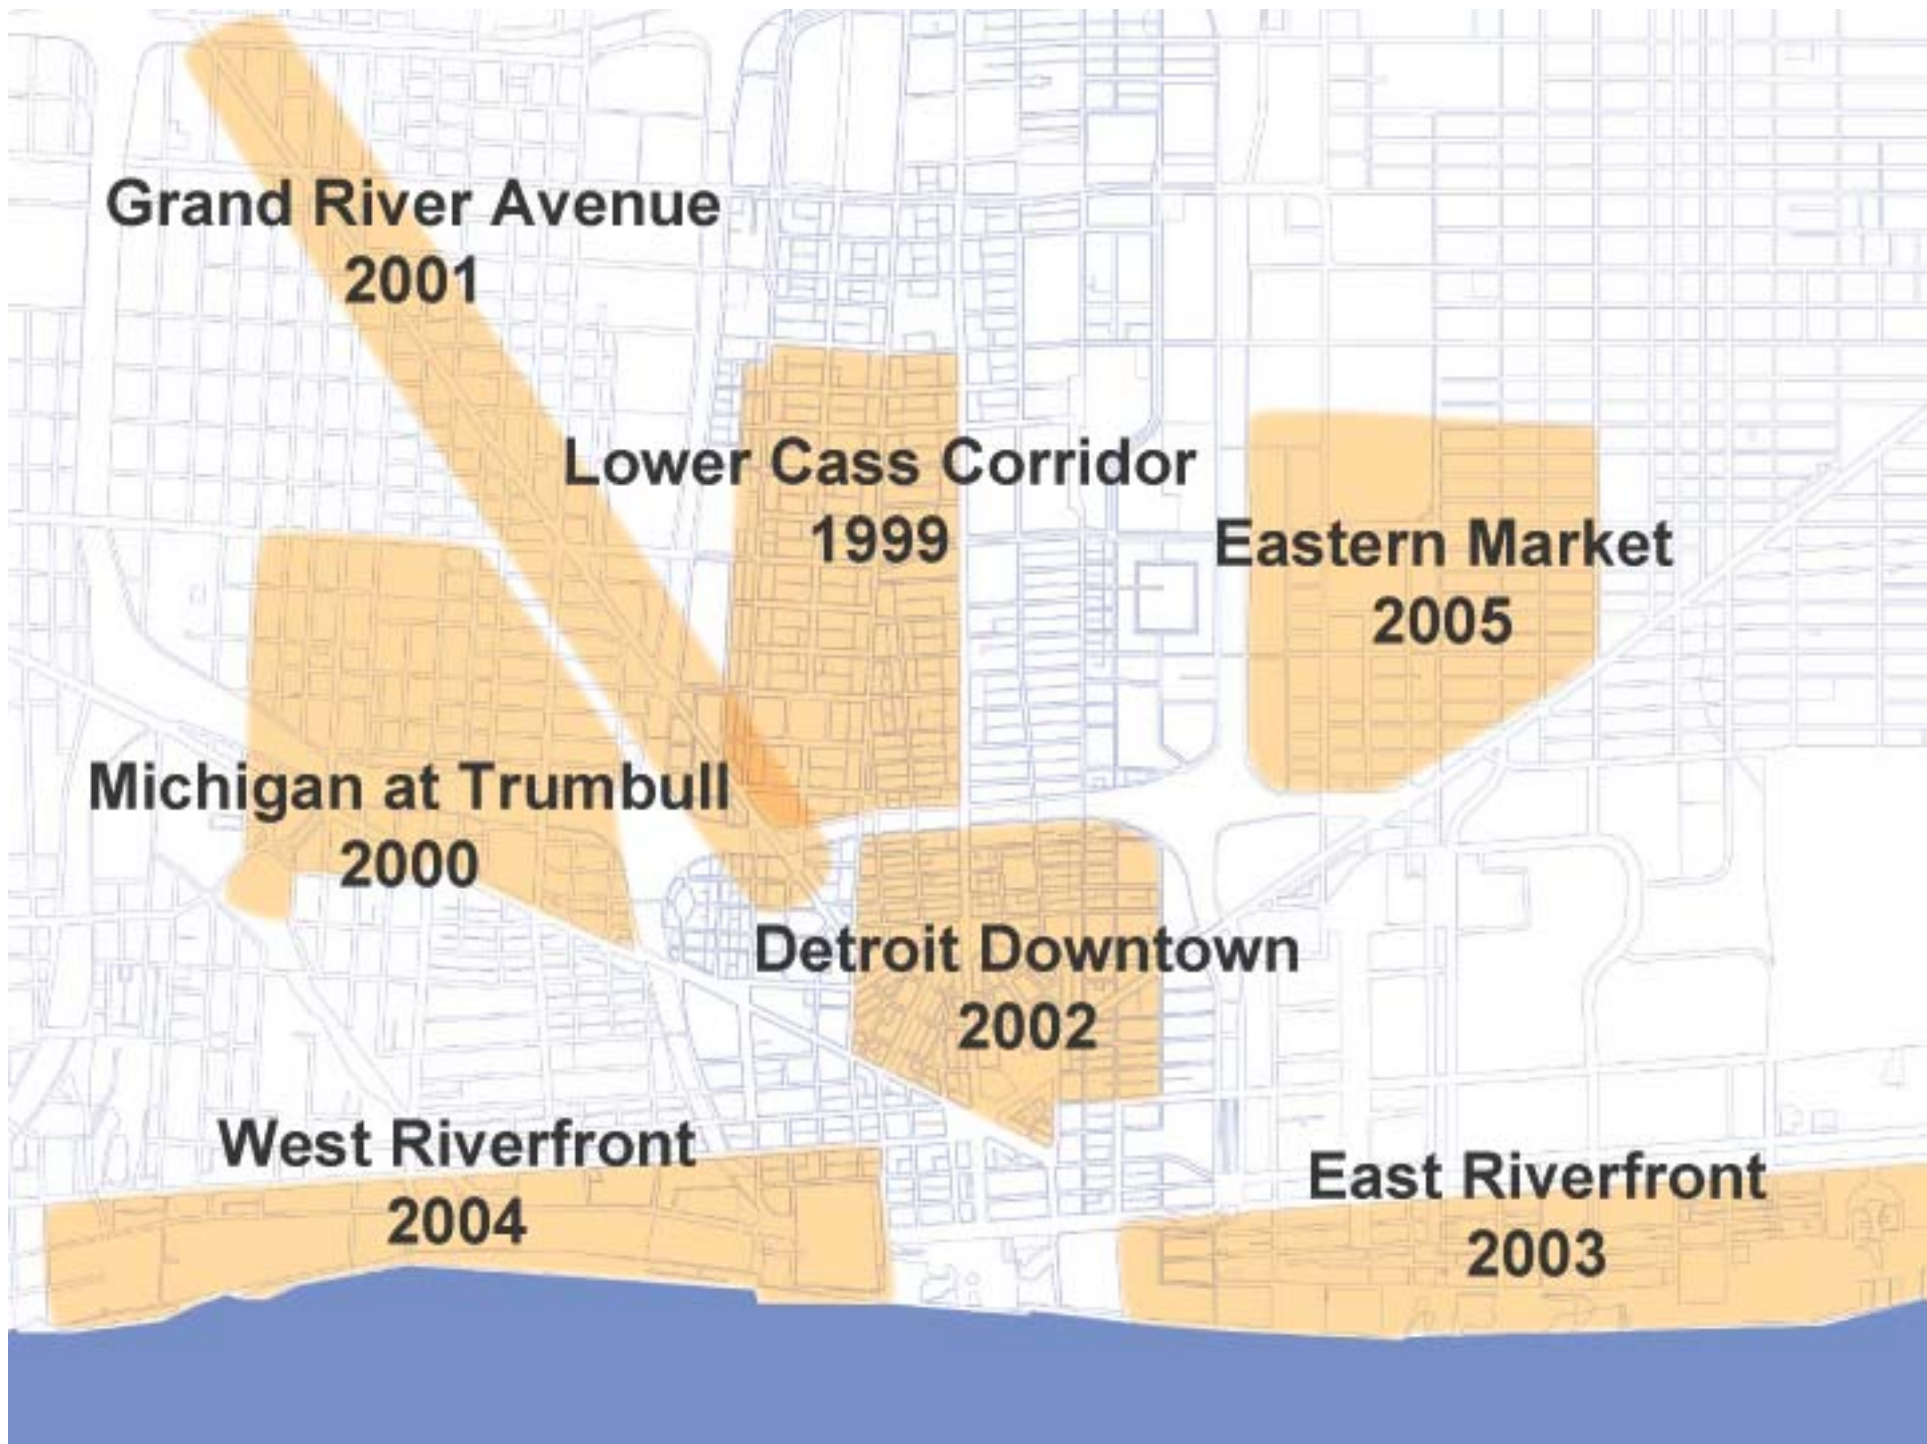 Grand River Avenue
2001
Lower Cass Corridor
1999
Eastern Market
2005
Michigan at Trumbull
2000
Detroit Downtown
2002
West Riverfront
2004
East Riverfront
2003